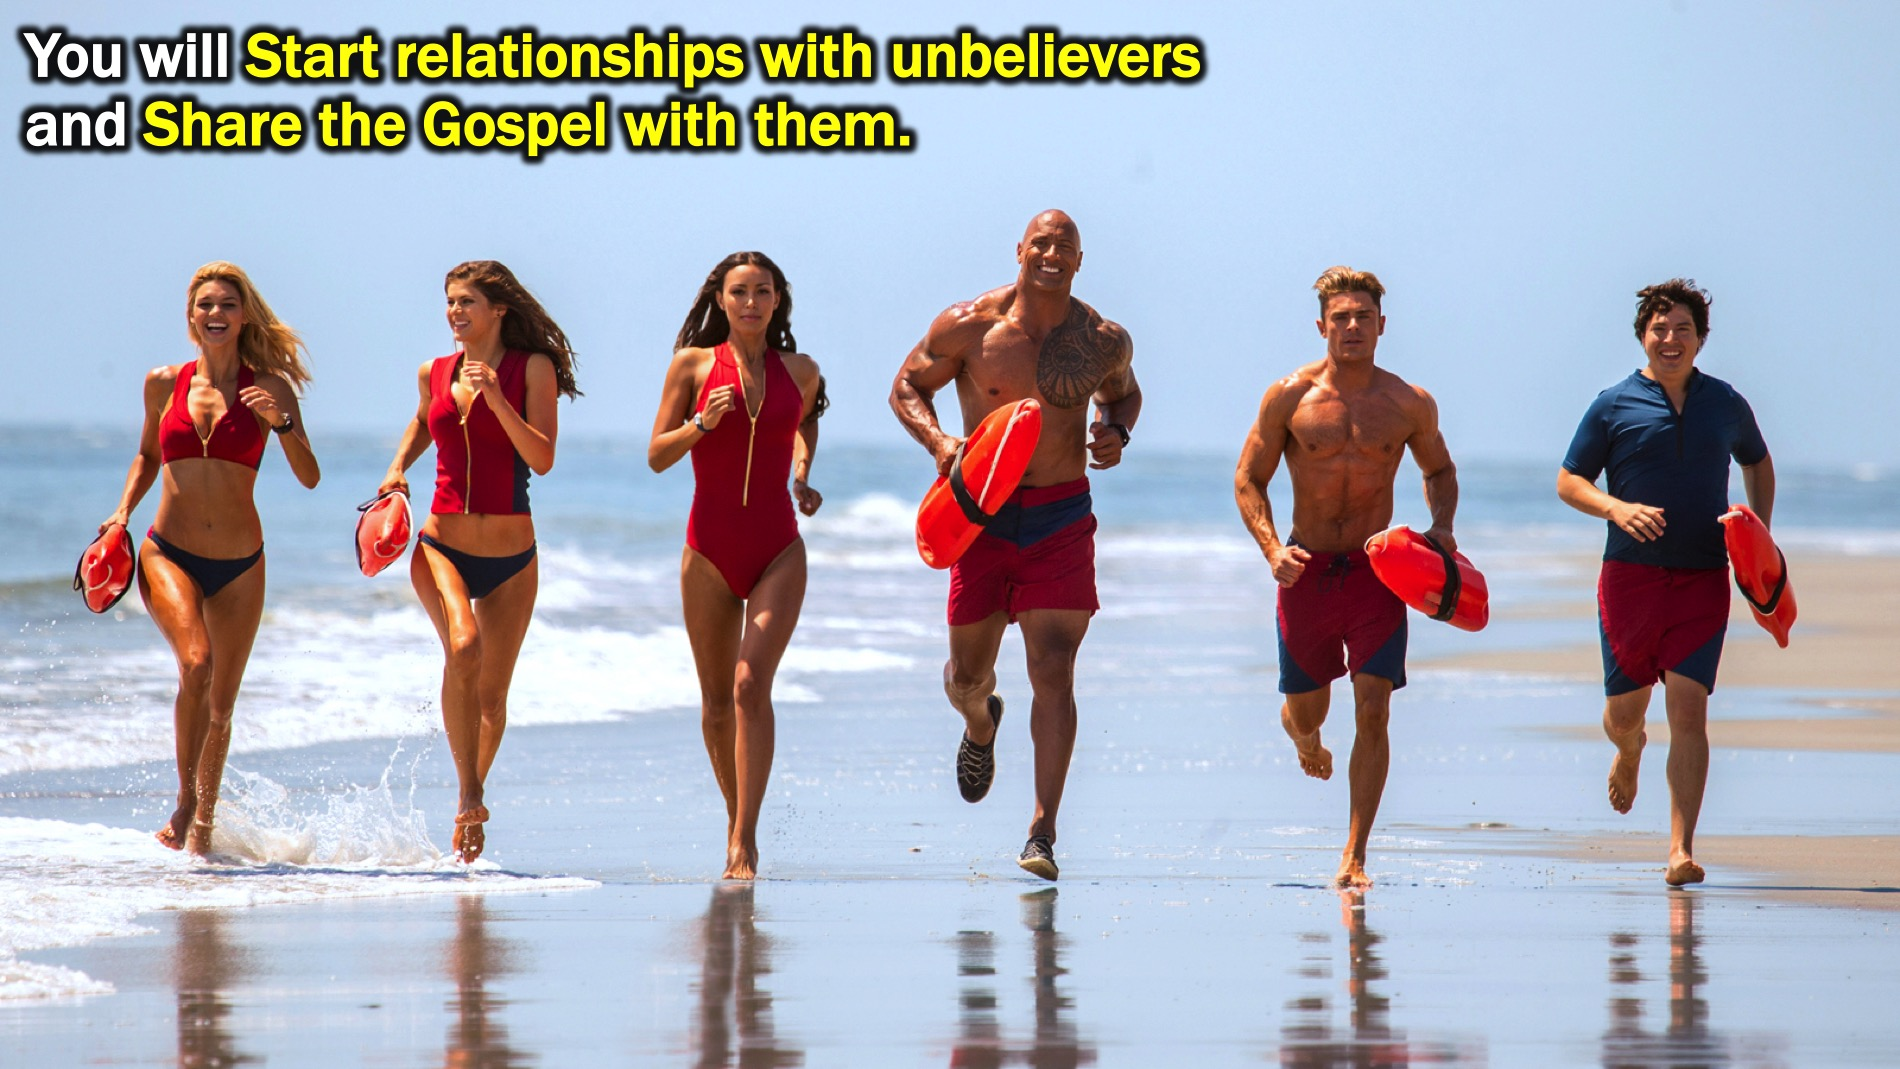 You will Start relationships with unbelievers
and Share the Gospel with them.